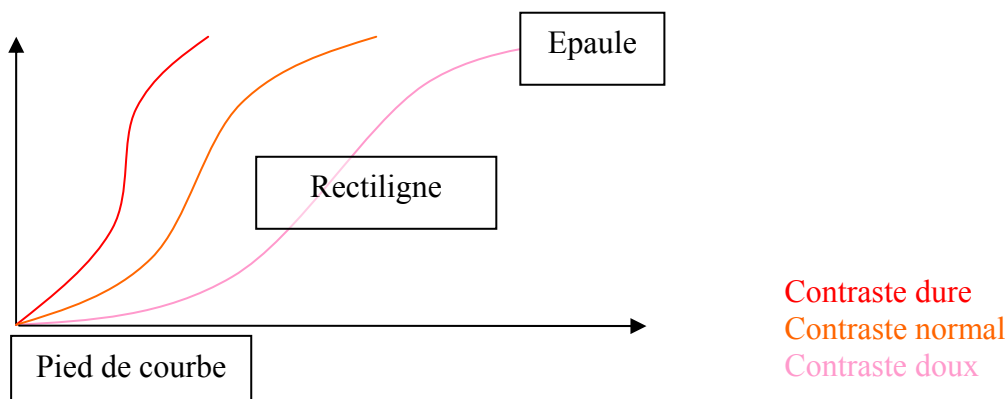 Epaule
Rectiligne
Pied de courbe
Contraste dure
Contraste normal
Contraste doux